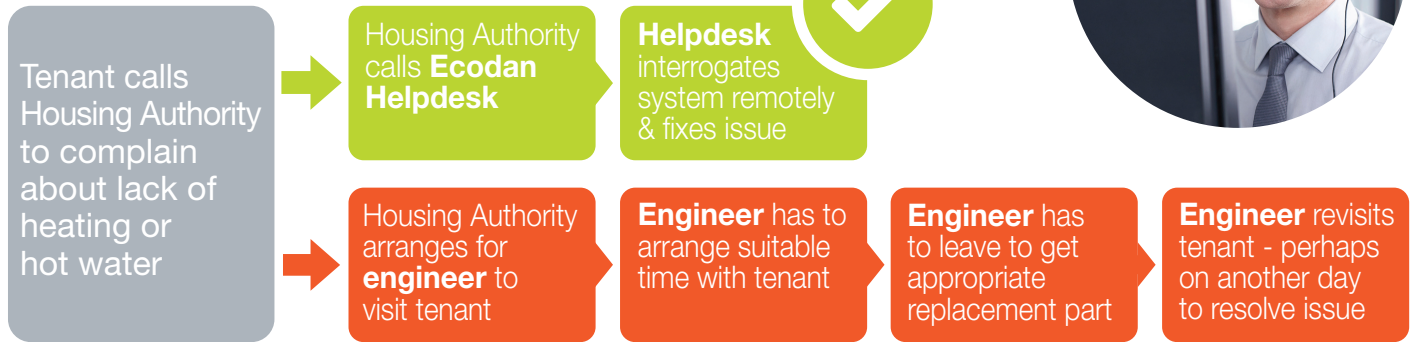 Tenant calls
Housing Authority
to complain
about lack of
heating or
hot water
Housing Authority
calls Ecodan
Helpdesk
Helpdesk
interrogates
system remotely
& fixes issue
Housing Authority
arranges for
engineer to
visit tenant
Engineer has to
arrange suitable
time with tenant
Engineer has
to leave to get
appropriate
replacement part
Engineer revisits
tenant - perhaps
on another day
to resolve issue